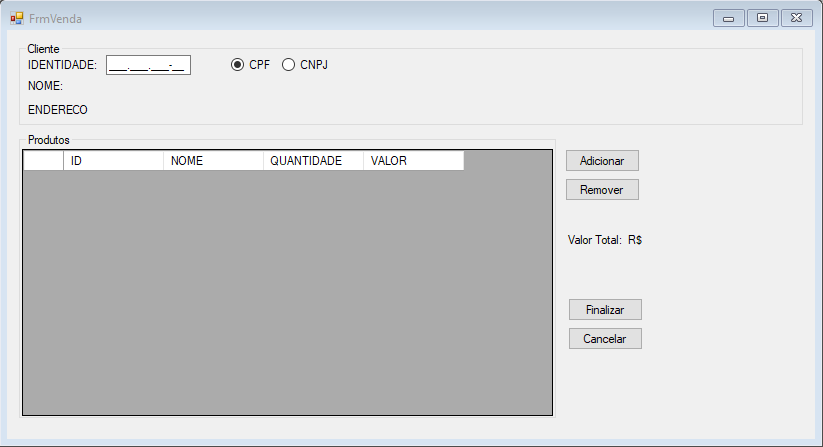 FrmVenda
Cliente
IDENTIDADE: ___.___.___-__ CPF CNPJ
NOME:
ENDERECO
Produtos
ID NOME QUANTIDADE VALOR
Adicionar
Remover
Valor Total: R$
Finalizar
Cancelar